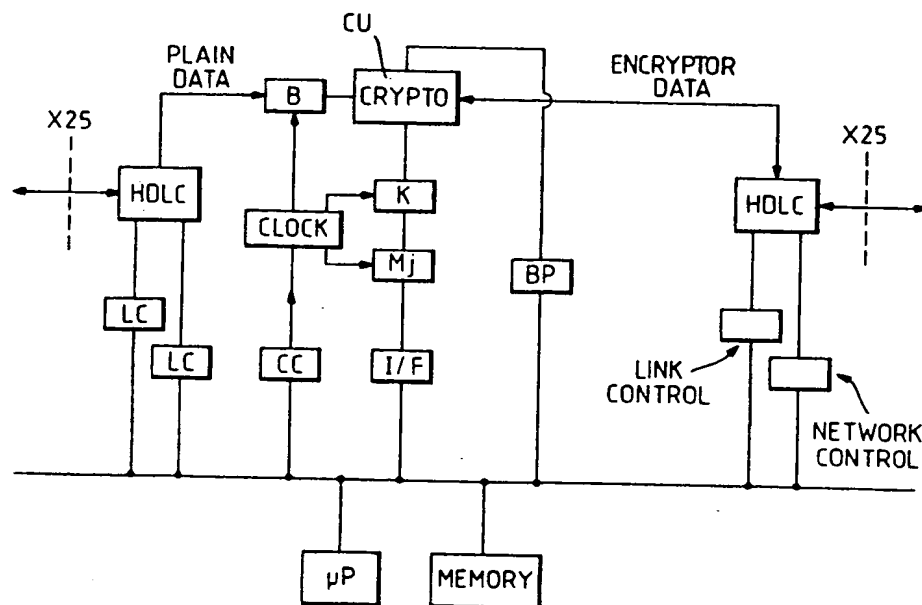 CU
PLAIN
DATA
B
CRYPTO
ENCRYPTOR
DATA
X25
X25
HDLC
K
HDLC
CLOCK
Mj
BP
LC
LC
CC
I/F
LINK
CONTROL
NETWORK
CONTROL
μP
MEMORY